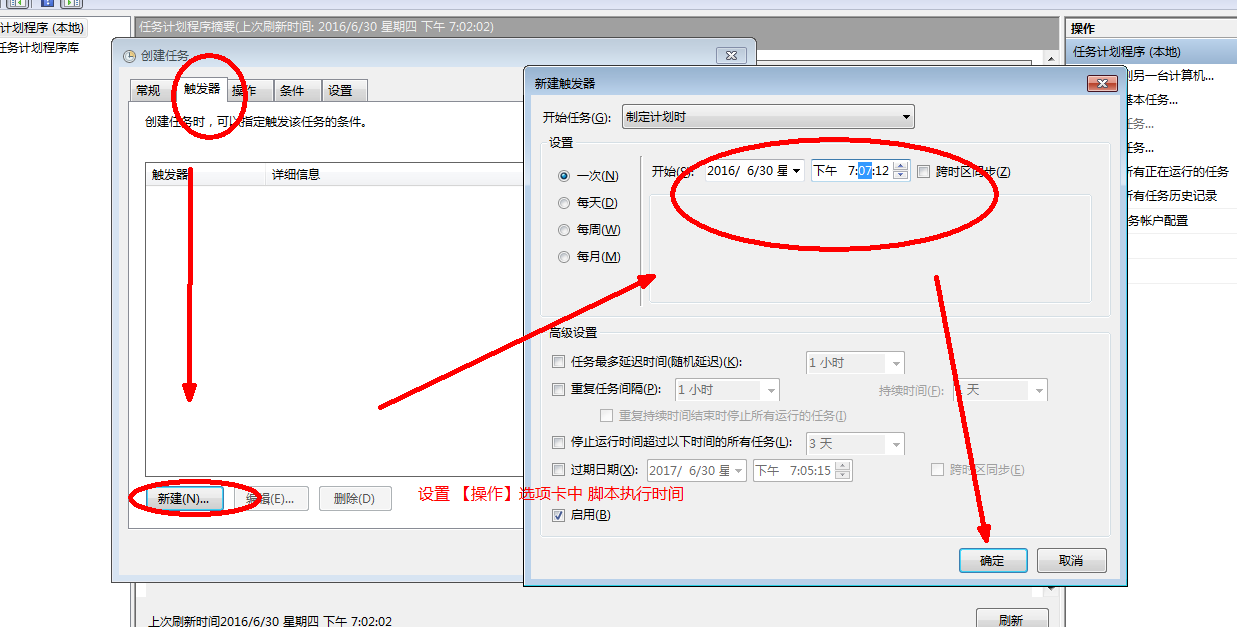 计划程序 (本地)
任务计划程序库
任务计划程序摘要(上次刷新时间: 2016/6/30 星期四 下午 7:02:02)
创建任务
常规
触发器
操作
条件
设置
创建任务时，可以指定触发该任务的条件。
触发器
详细信息
新建(N)...
编辑(E)...
删除(D)
设置 【操作】选项卡中 脚本执行时间
新建触发器
开始任务(G):
制定计划时
设置
一次(N)
每天(D)
每周(W)
每月(M)
开始(S):
2016/ 6/30 星
下午 7:07:12
跨时区同步(Z)
高级设置
任务最多延迟时间(随机延迟)(K):
1 小时
重复任务间隔(P):
1 小时
持续时间(F):
天
重复持续时间结束时停止所有运行的任务(I)
停止运行时间超过以下时间的所有任务(L):
3 天
过期日期(X):
2017/ 6/30 星
下午 7:05:15
跨时区同步(E)
启用(B)
确定
取消
操作
任务计划程序 (本地)
另一台计算机...
基本任务...
任务...
任务...
所有正在运行的任务
所有任务历史记录
务帐户配置
上次刷新时间2016/6/30 星期四 下午 7:02:02
刷新